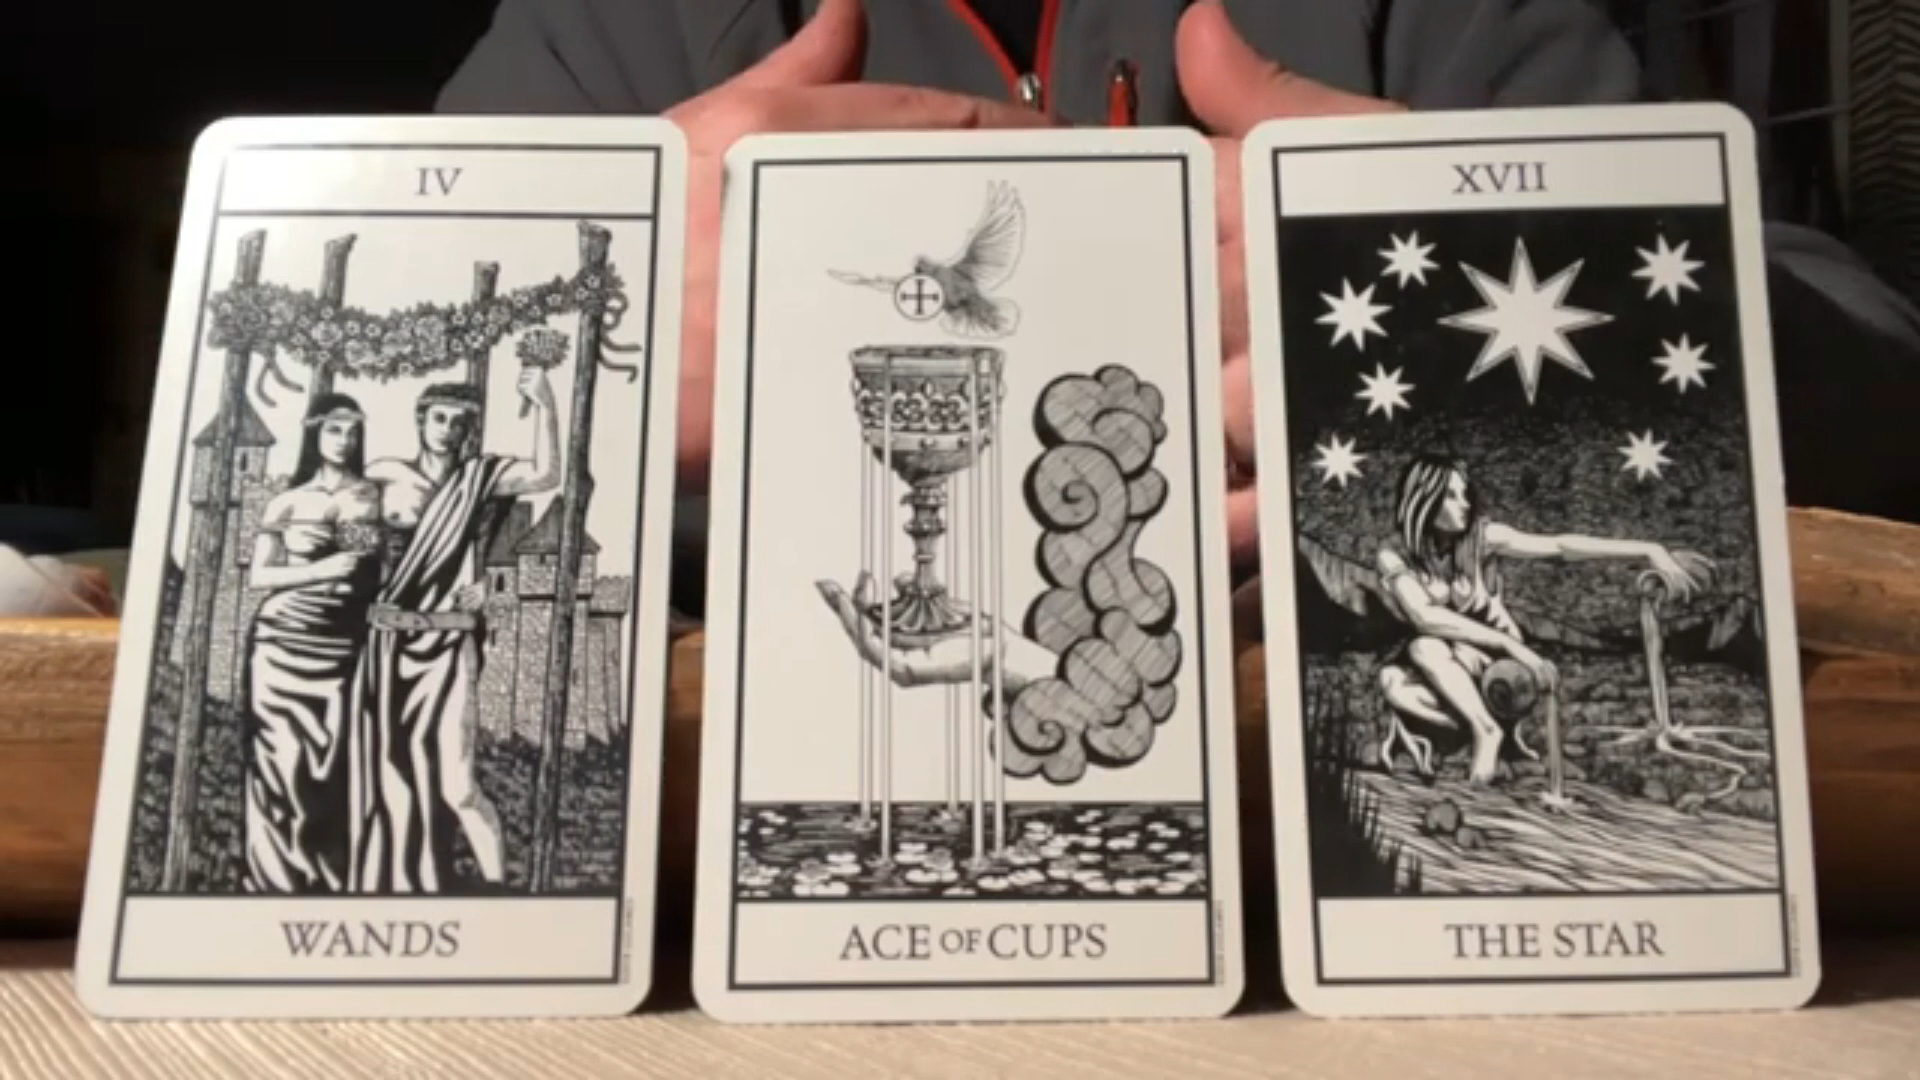 IV
WANDS
ACE OF CUPS
XVII
THE STAR